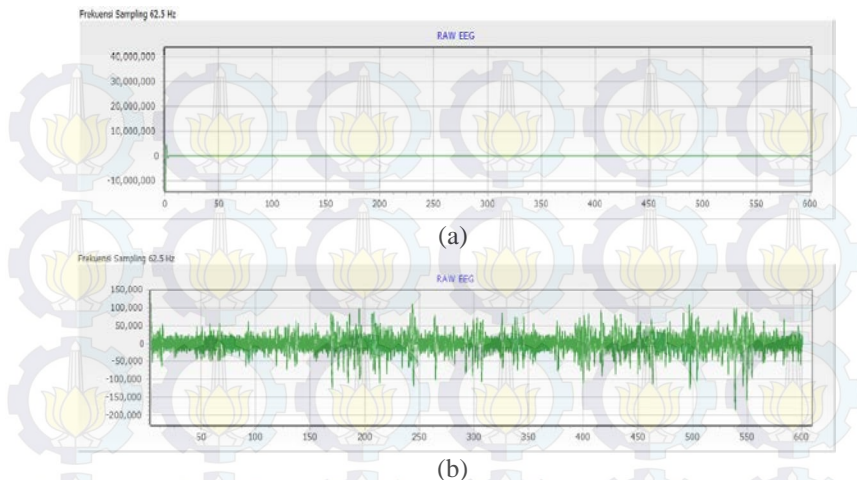 Frekuensi Sampling 62.5 Hz
RAW EEG
40,000,000
30,000,000
20,000,000
10,000,000
0
-10,000,000
0 50 100 150 200 250 300 350 400 450 500 550 600
(a)
Frekuensi Sampling 62.5 Hz
RAW EEG
150,000
100,000
50,000
0
-50,000
-100,000
-150,000
-200,000
50 100 150 200 250 300 350 400 450 500 550 600
(b)